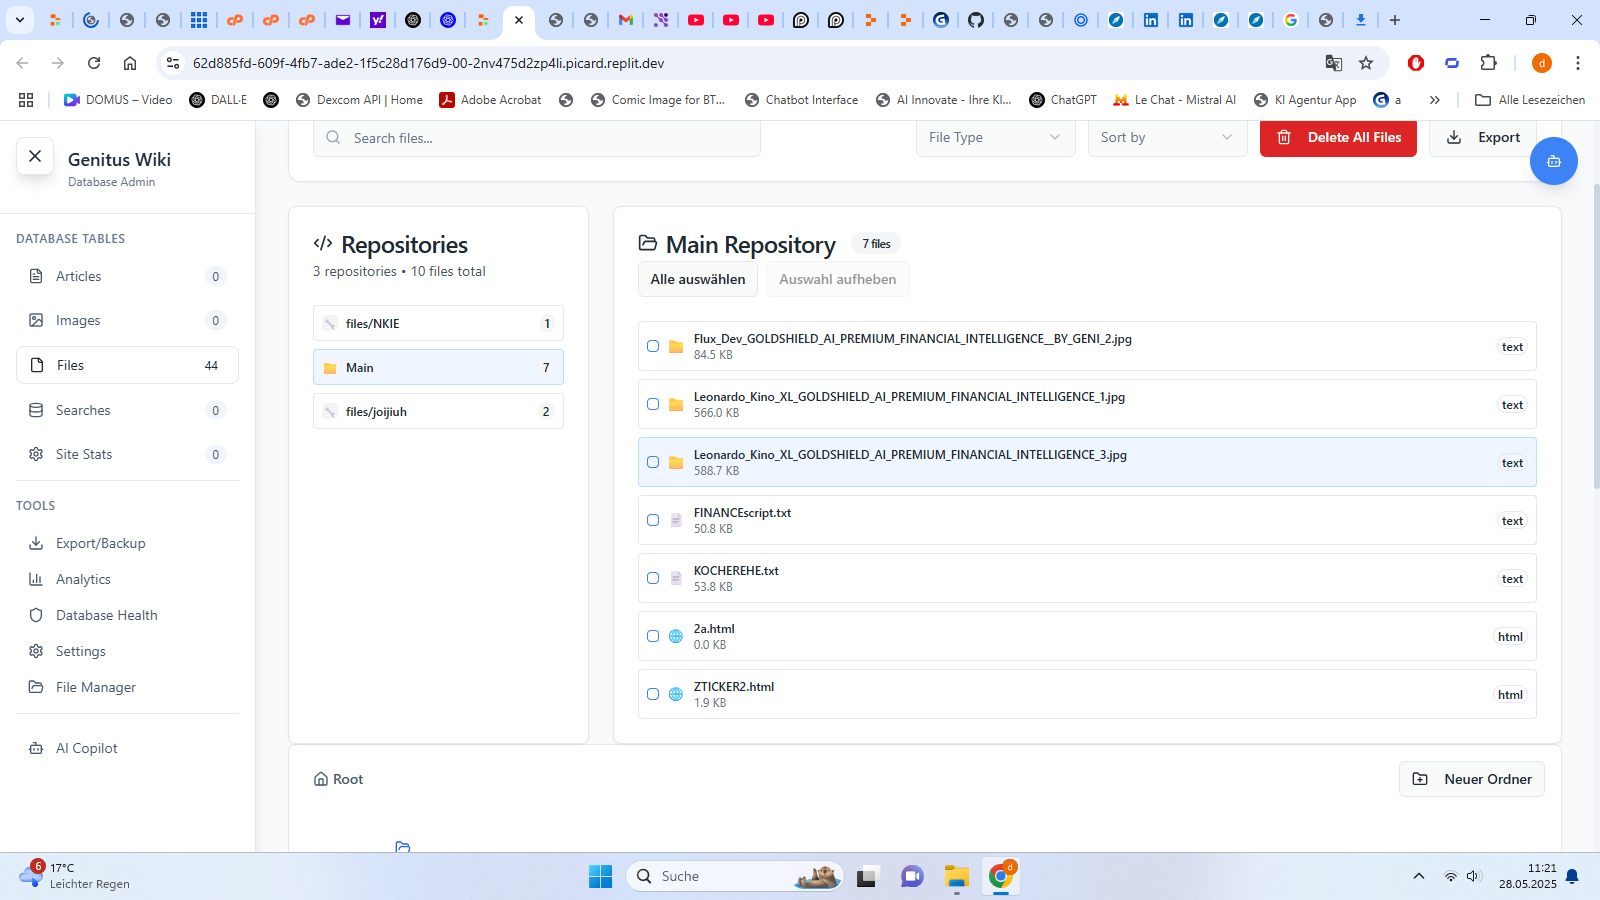 62d885fd-609f-4fb7-ade2-1f5c28d176d9-00-2nv475d2zp4li.picard.replit.dev
d
DOMUS – Video
DALL·E
Dexcom API | Home
Adobe Acrobat
Comic Image for BT...
Chatbot Interface
AI Innovate - Ihre KI...
ChatGPT
Le Chat - Mistral AI
KI Agentur App
a
Alle Lesezeichen
Genitus Wiki
Database Admin
DATABASE TABLES
Articles 0
Images 0
Files 44
Searches 0
Site Stats 0
TOOLS
Export/Backup
Analytics
Database Health
Settings
File Manager
AI Copilot
Search files...
File Type
Sort by
Delete All Files
Export
Repositories
3 repositories • 10 files total
files/NKIE 1
Main 7
files/joijiuh 2
Main Repository 7 files
Alle auswählen
Auswahl aufheben
Flux_Dev_GOLDSHIELD_AI_PREMIUM_FINANCIAL_INTELLIGENCE__BY_GENI_2.jpg
84.5 KB
text
Leonardo_Kino_XL_GOLDSHIELD_AI_PREMIUM_FINANCIAL_INTELLIGENCE_1.jpg
566.0 KB
text
Leonardo_Kino_XL_GOLDSHIELD_AI_PREMIUM_FINANCIAL_INTELLIGENCE_3.jpg
588.7 KB
text
FINANCEscript.txt
50.8 KB
text
KOCHEREHE.txt
53.8 KB
text
2a.html
0.0 KB
html
ZTICKER2.html
1.9 KB
html
Root
Neuer Ordner
6
17°C
Leichter Regen
Suche
d
11:21
28.05.2025